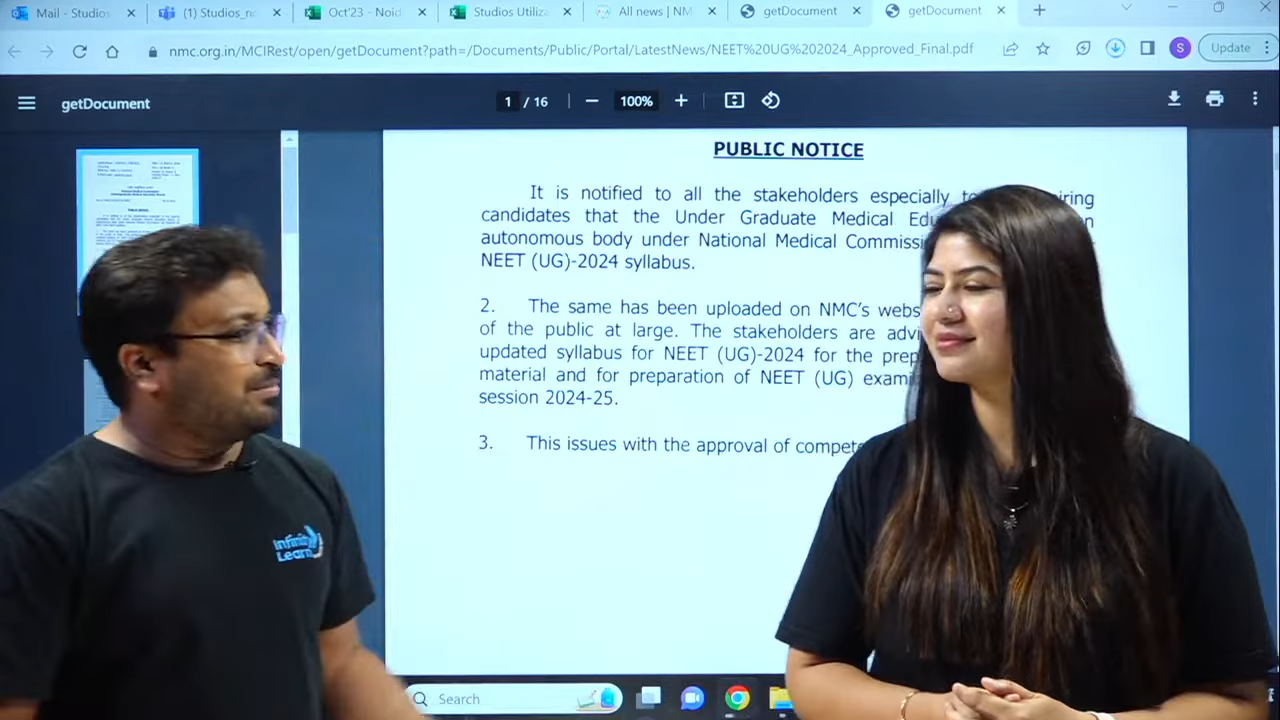 Mail - Studios
(1) Studios_n
Oct'23 - Noid
Studios Utiliza
All news | NM
getDocument
getDocument
nmc.org.in/MCIRest/open/getDocument?path=/Documents/Public/Portal/LatestNews/NEET%20UG%202024_Approved_Final.pdf
S
Update
getDocument
1 / 16
100%
PUBLIC NOTICE
It is notified to all the stakeholders especially to iring
candidates that the Under Graduate Medical Edu n
autonomous body under National Medical Commissi
NEET (UG)-2024 syllabus.
2. The same has been uploaded on NMC's webs
of the public at large. The stakeholders are advi
updated syllabus for NEET (UG)-2024 for the prep
material and for preparation of NEET (UG) exami
session 2024-25.
3. This issues with the approval of compete
Infinity
Learn
Search